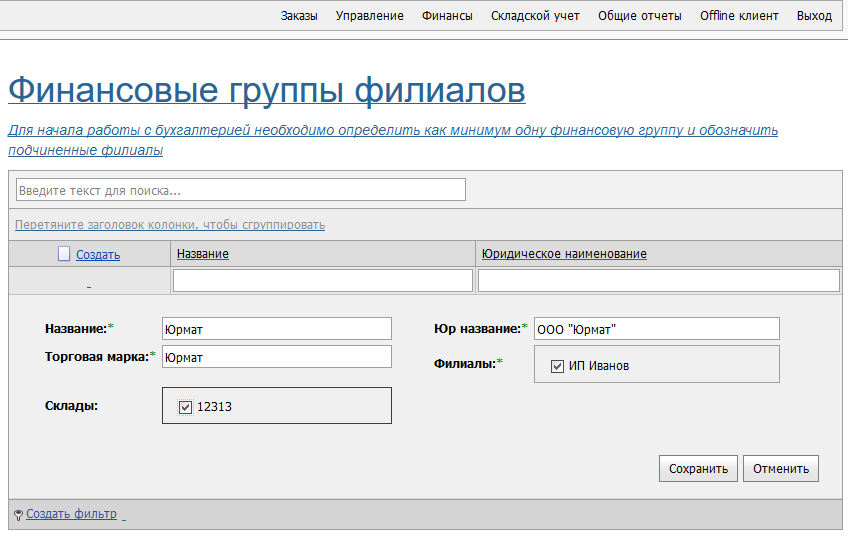 Заказы Управление Финансы Складской учет Общие отчеты Offline клиент Выход
Финансовые группы филиалов
Для начала работы с бухгалтерией необходимо определить как минимум одну финансовую группу и обозначить
подчиненные филиалы
Введите текст для поиска...
Перетяните заголовок колонки, чтобы сгруппировать
Создать Название Юридическое наименование
Название:* Юрмат Юр название:* ООО "Юрмат"
Торговая марка:* Юрмат Филиалы:* ИП Иванов
Склады: 12313
Сохранить Отменить
Создать фильтр